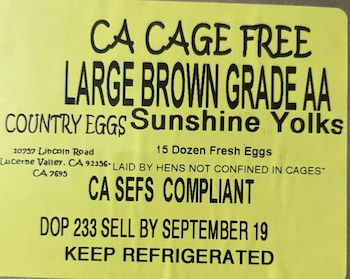 CA CAGE FREE
LARGE BROWN GRADE AA
COUNTRY EGGS Sunshine Yolks
10757 Lincoln Road 15 Dozen Fresh Eggs
Lucerne Valley, CA 92356 "LAID BY HENS NOT CONFINED IN CAGES"
CA 7695
CA SEFS COMPLIANT
DOP 233 SELL BY SEPTEMBER 19
KEEP REFRIGERATED